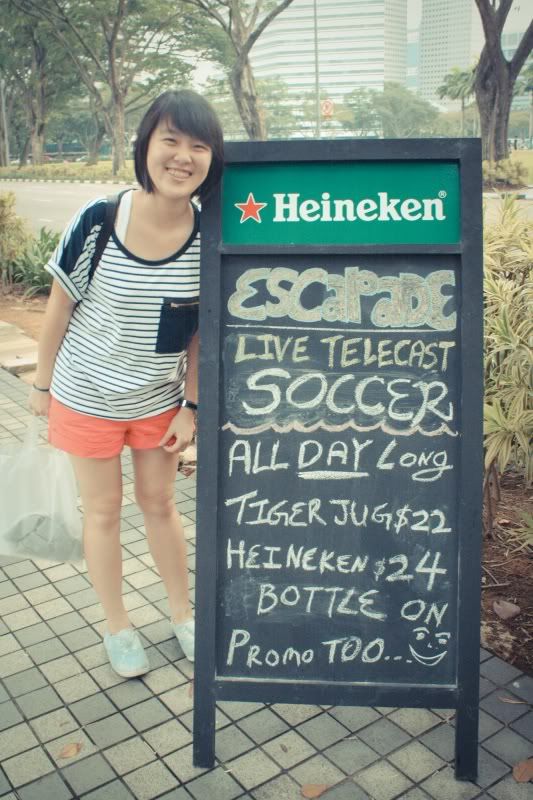 Heineken®
ESCAPADE
LIVE TELECAST
SOCCER
ALL DAY LONG
TIGER JUG $22
HEINEKEN $24
BOTTLE ON
PROMO TOO...